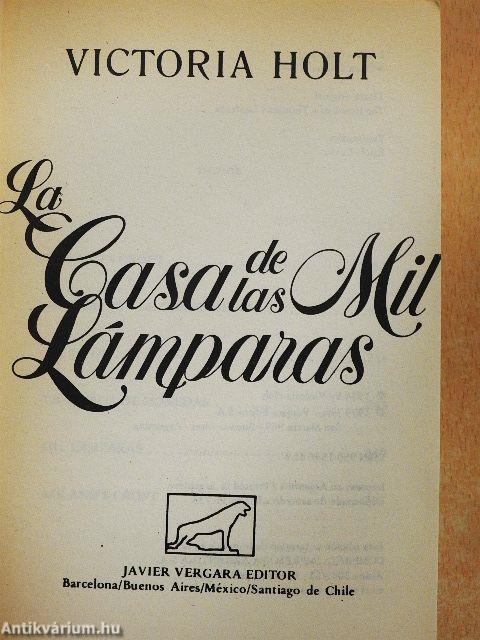 VICTORIA HOLT
La
Casa de las Mil
Lámparas
JAVIER VERGARA EDITOR
Barcelona/Buenos Aires/México/Santiago de Chile
Antikvárium.hu